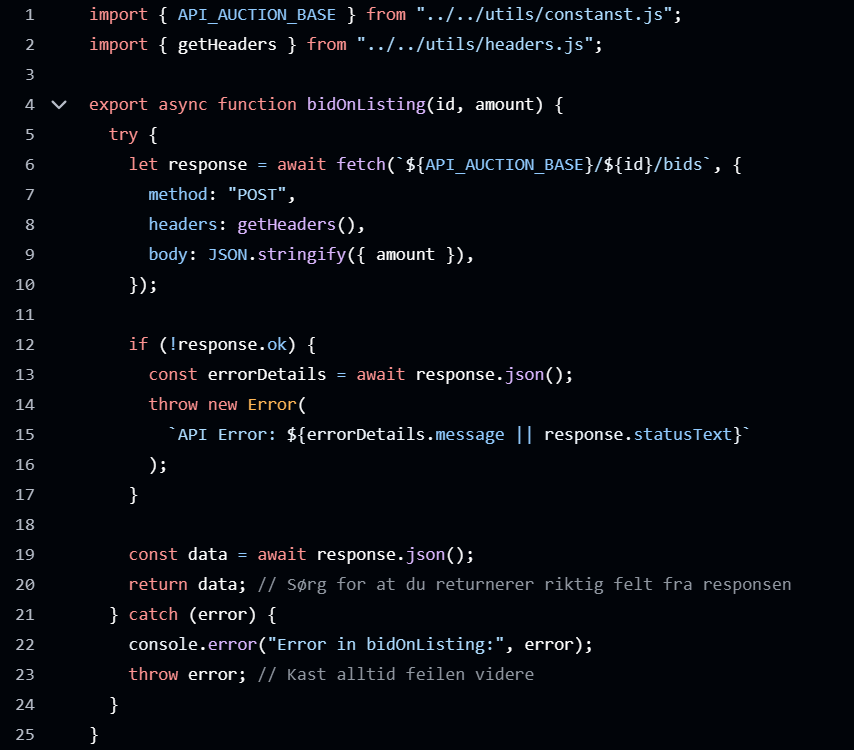 1 import { API_AUCTION_BASE } from "../../utils/constanst.js";
2 import { getHeaders } from "../../utils/headers.js";
3
4 export async function bidOnListing(id, amount) {
5   try {
6     let response = await fetch(`${API_AUCTION_BASE}/${id}/bids`, {
7       method: "POST",
8       headers: getHeaders(),
9       body: JSON.stringify({ amount }),
10     });
11
12     if (!response.ok) {
13       const errorDetails = await response.json();
14       throw new Error(
15         `API Error: ${errorDetails.message || response.statusText}`
16       );
17     }
18
19     const data = await response.json();
20     return data; // Sørg for at du returnerer riktig felt fra responsen
21   } catch (error) {
22     console.error("Error in bidOnListing:", error);
23     throw error; // Kast alltid feilen videre
24   }
25 }